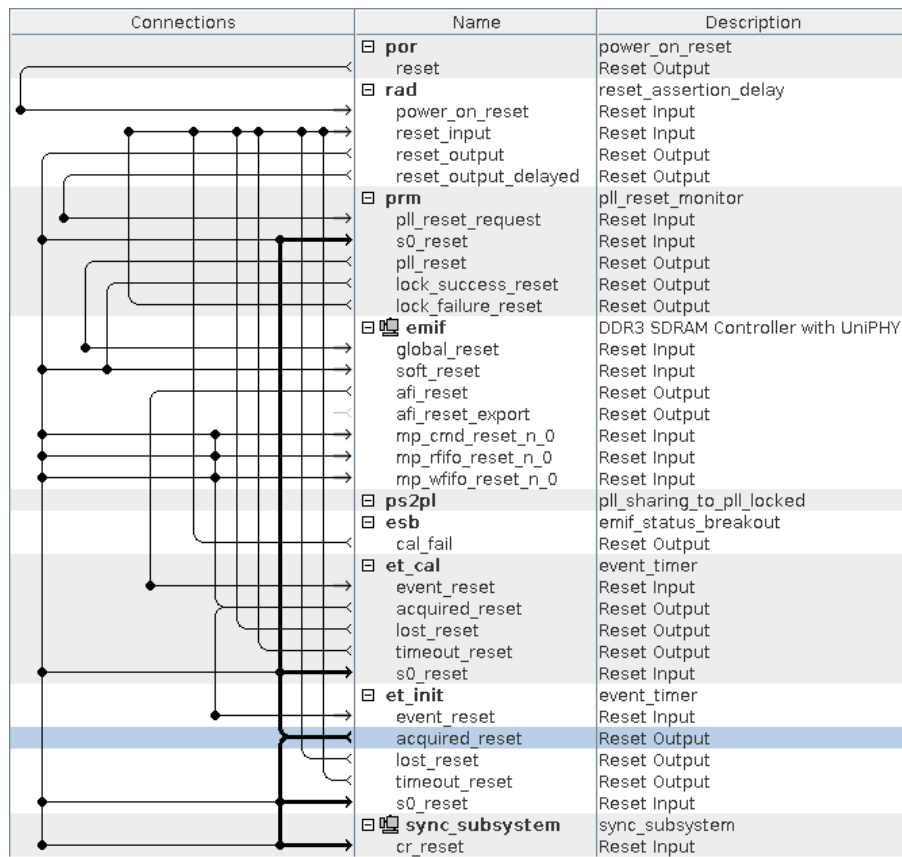 Connections Name Description
por power_on_reset
reset Reset Output
rad reset_assertion_delay
power_on_reset Reset Input
reset_input Reset Input
reset_output Reset Output
reset_output_delayed Reset Output
prm pll_reset_monitor
pll_reset_request Reset Input
s0_reset Reset Input
pll_reset Reset Output
lock_success_reset Reset Output
lock_failure_reset Reset Output
emif DDR3 SDRAM Controller with UniPHY
global_reset Reset Input
soft_reset Reset Input
afi_reset Reset Output
afi_reset_export Reset Output
mp_cmd_reset_n_0 Reset Input
mp_rfifo_reset_n_0 Reset Input
mp_wfifo_reset_n_0 Reset Input
ps2pl pll_sharing_to_pll_locked
esb emif_status_breakout
cal_fail Reset Output
et_cal event_timer
event_reset Reset Input
acquired_reset Reset Output
lost_reset Reset Output
timeout_reset Reset Output
s0_reset Reset Input
et_init event_timer
event_reset Reset Input
acquired_reset Reset Output
lost_reset Reset Output
timeout_reset Reset Output
s0_reset Reset Input
sync_subsystem sync_subsystem
cr_reset Reset Input